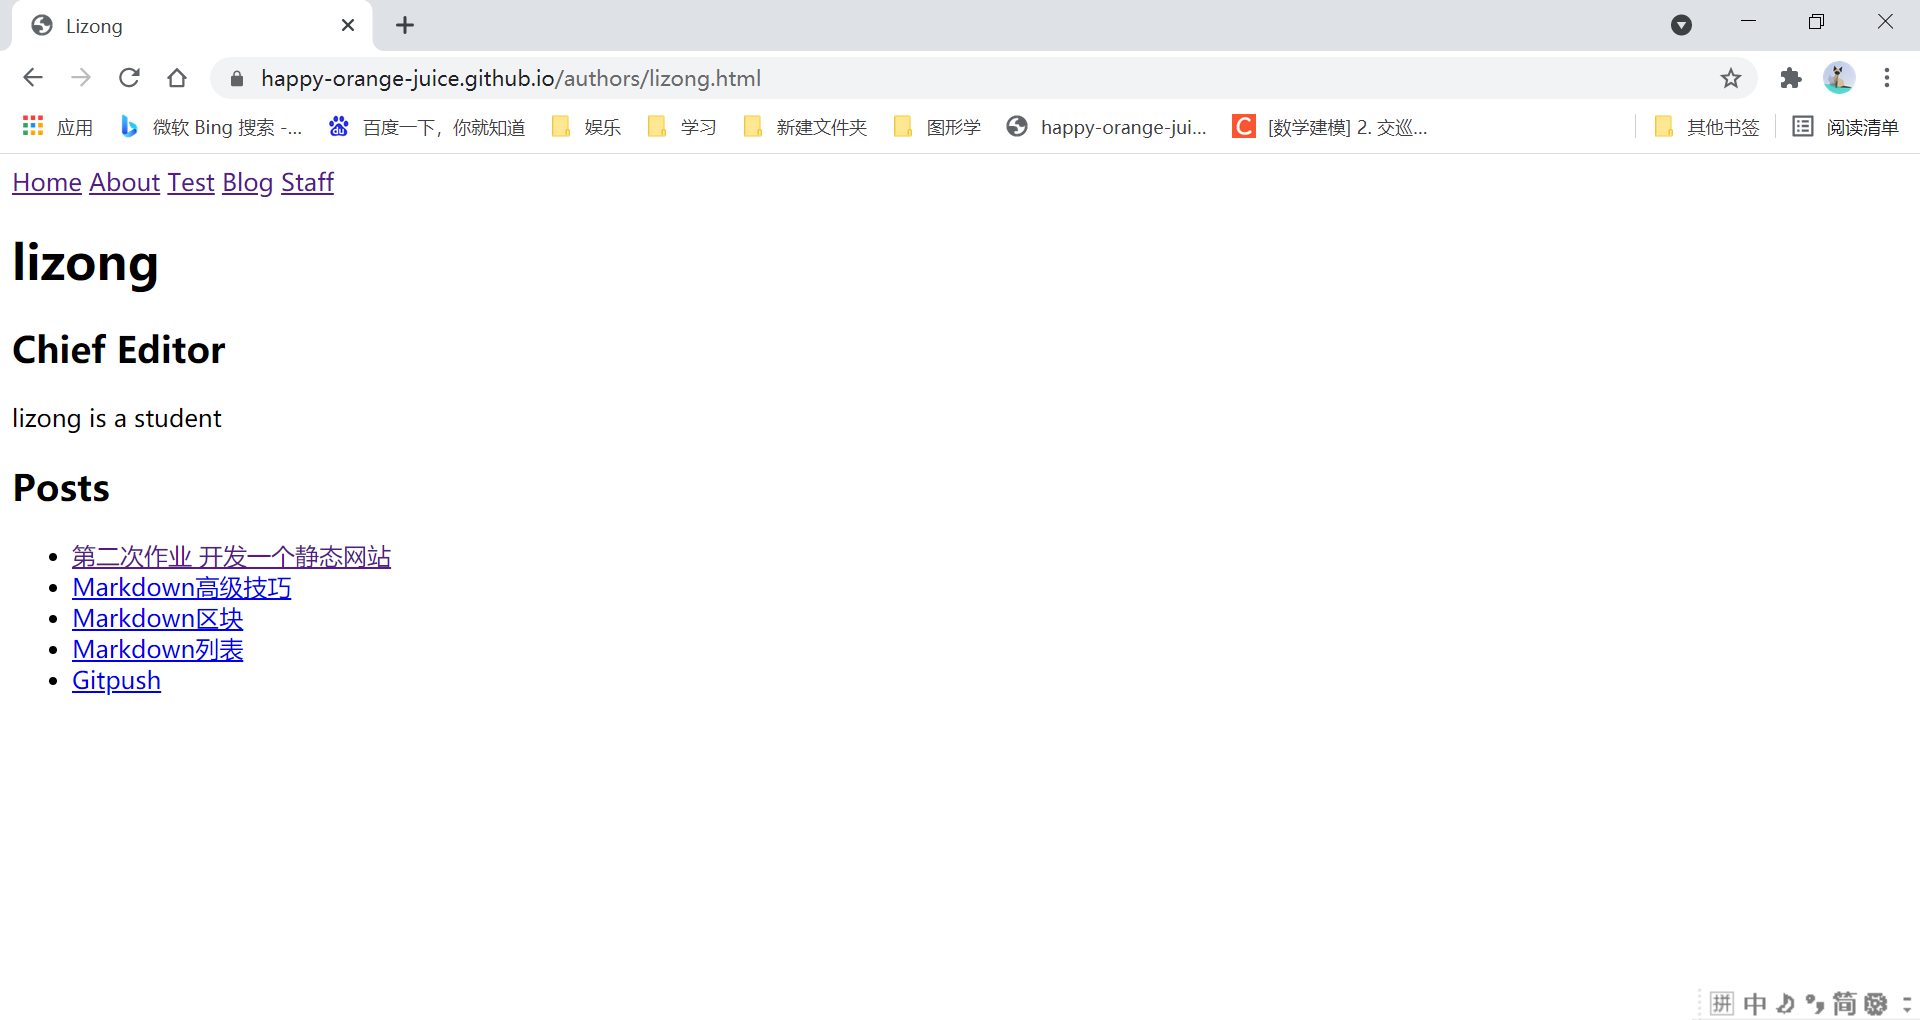 Lizong
happy-orange-juice.github.io/authors/lizong.html
应用 微软 Bing 搜索 -... 百度一下，你就知道 娱乐 学习 新建文件夹 图形学 happy-orange-jui... C [数学建模] 2. 交巡... 其他书签 阅读清单
Home About Test Blog Staff
lizong
Chief Editor
lizong is a student
Posts
第二次作业 开发一个静态网站
Markdown高级技巧
Markdown区块
Markdown列表
Gitpush
拼 中 简